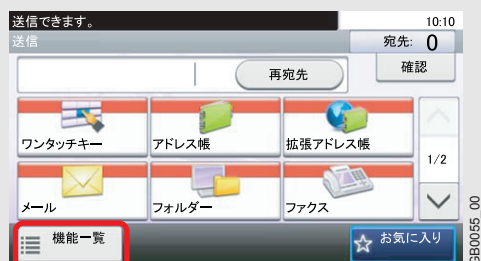 送信できます。 10:10
送信 宛先: 0
再宛先 確認
ワンタッチキー アドレス帳 拡張アドレス帳
1/2
メール フォルダー ファクス
機能一覧 お気に入り
GB0055_00